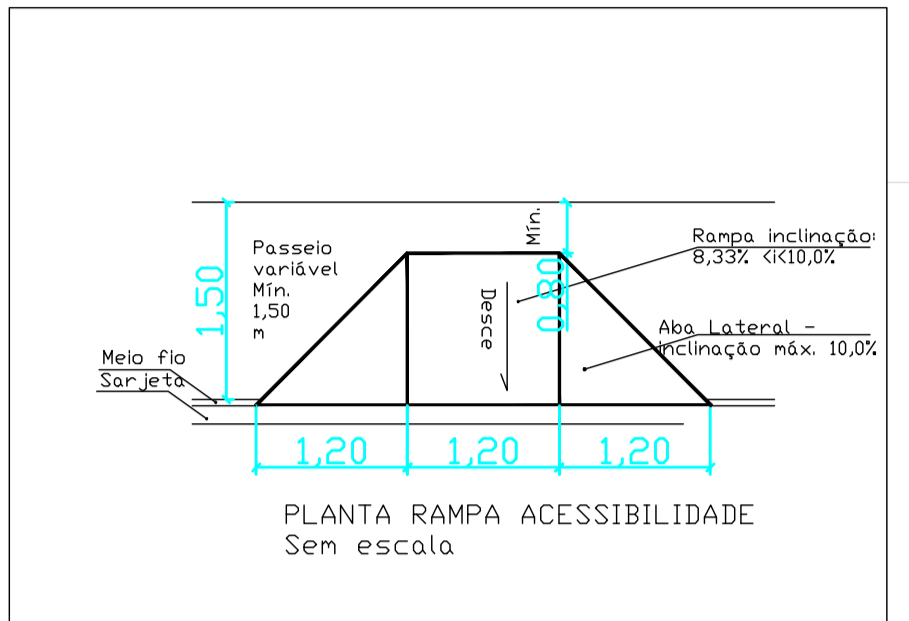 Mín.
Rampa inclinação:
8,33% <i<10,0%
Passeio
variável
Mín.
1,50
m
1,50
0,80
Desce
Aba Lateral -
inclinação máx. 10,0%
Meio fio
Sarjeta
1,20
1,20
1,20
PLANTA RAMPA ACESSIBILIDADE
Sem escala